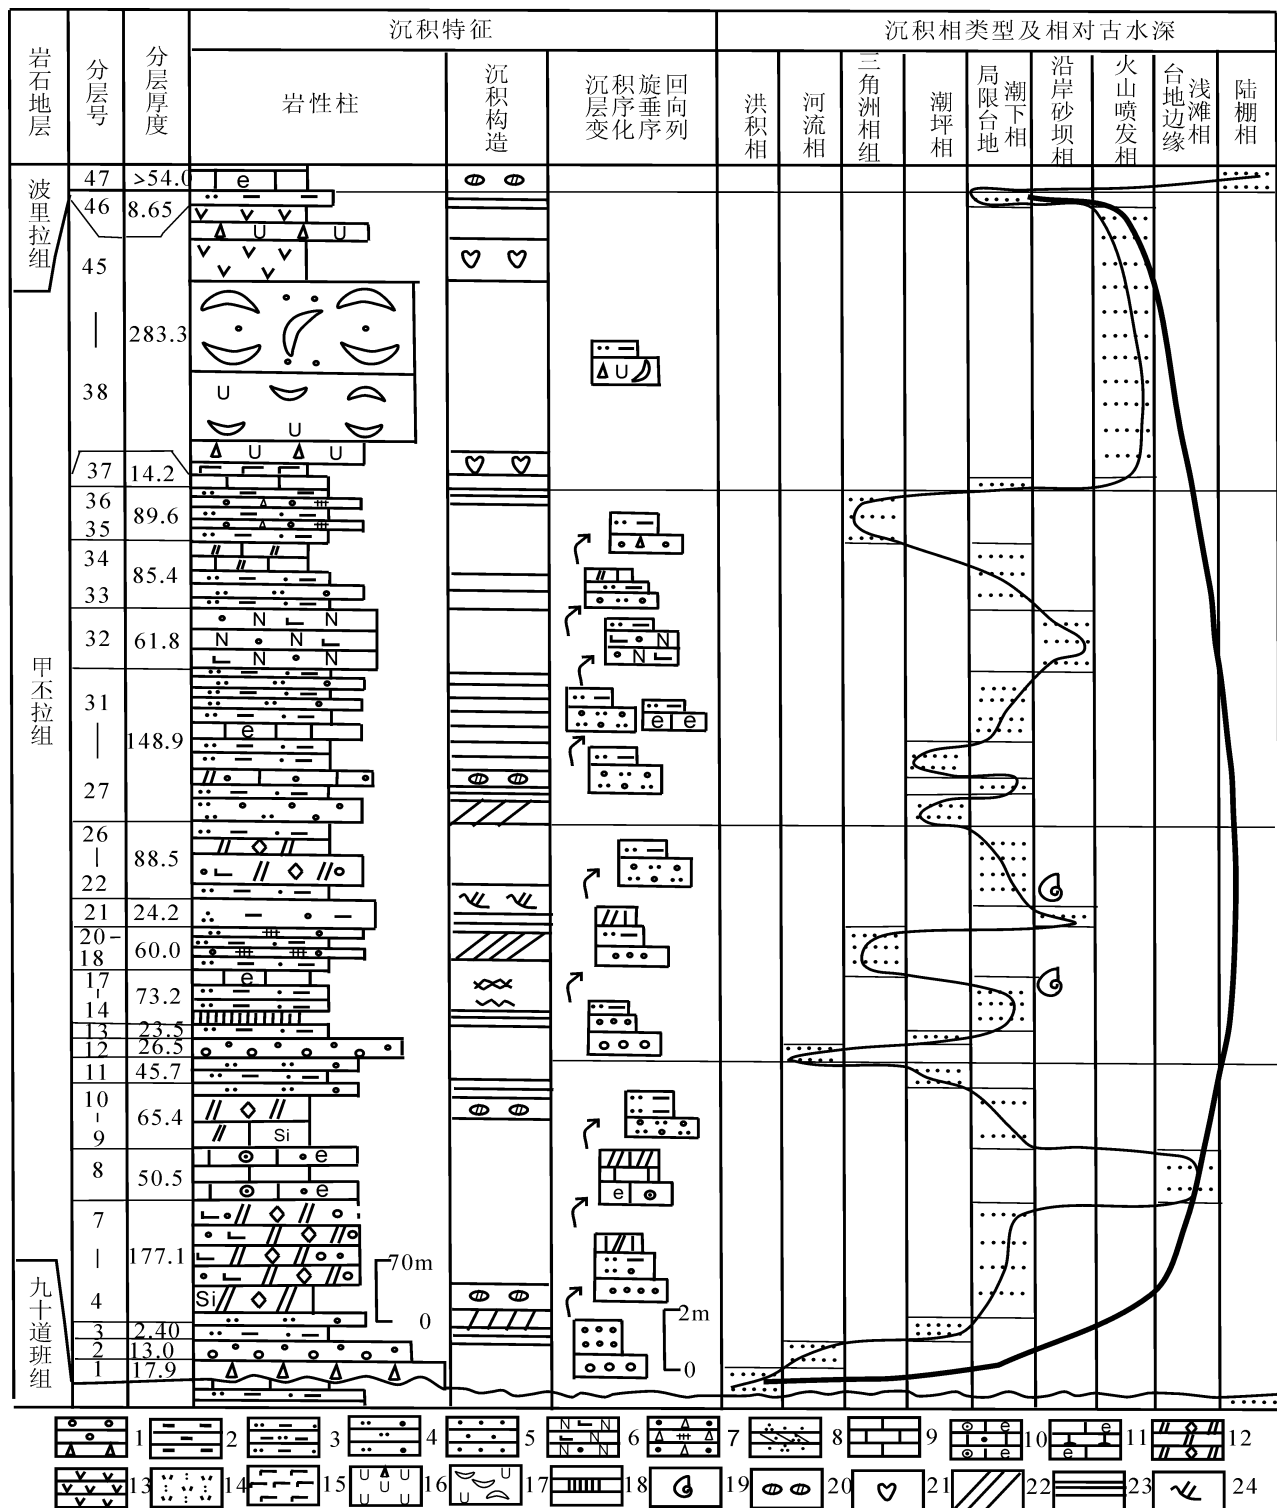 沉积特征
沉积相类型及相对古水深
岩石地层
分层号
分层厚度
岩性柱
沉积构造
沉积旋回
层序垂向
变化序列
洪积相
河流相
三角洲相组
潮坪相
局限台地
潮下相
沿岸砂坝相
火山喷发相
台地边缘
浅滩相
陆棚相
波里拉组
甲丕拉组
九十道班组
47 >54.0 e
46 8.65
U U
45
|
38
283.3
U
U
U U
37 14.2
36
35
89.6
34
33
85.4
32 61.8
N N
N N
N N
N
N
31
|
27
148.9
e
e e
26
|
22
88.5
21 24.2
20-
18
60.0
17
14
73.2
e
13 23.5
12 26.5
11 45.7
10
9
65.4
Si
8 50.5
e
e
e
7
|
4
177.1
70m
0
Si
2m
0
3 2.40
2 13.0
1 17.9
1 2 3 4 5 6 7 8 9 10 11 12
13 14 15 16 17 18 19 20 21 22 23 24